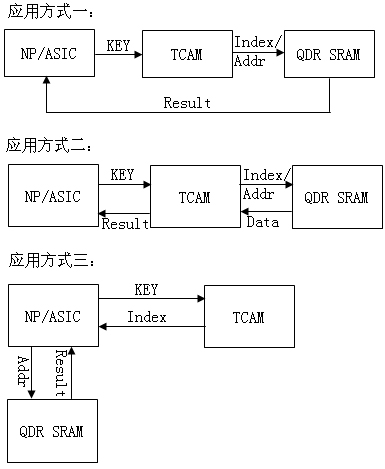 应用方式一：
NP/ASIC
KEY
TCAM
Index/
Addr
QDR SRAM
Result
应用方式二：
NP/ASIC
KEY
Result
TCAM
Index/
Addr
Data
QDR SRAM
应用方式三：
NP/ASIC
KEY
Index
TCAM
Addr
Result
QDR SRAM